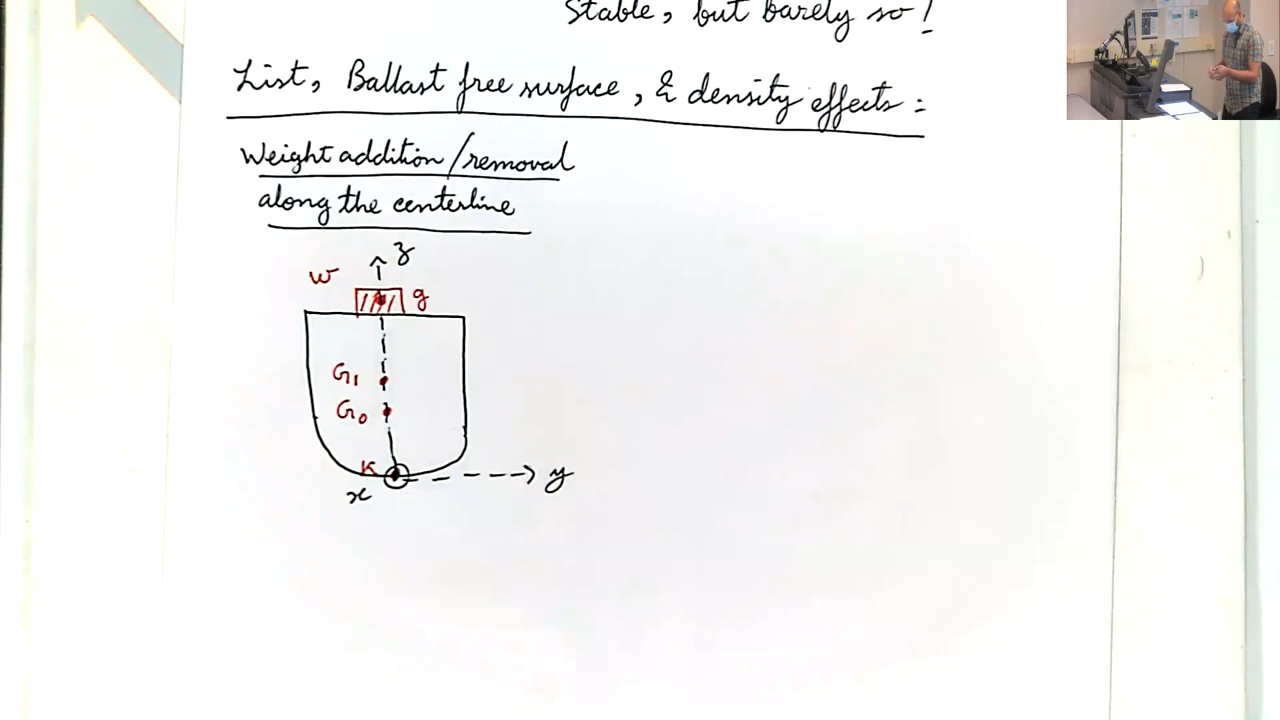 Stable, but barely so!
List, Ballast free surface, & density effects:
Weight addition/removal
along the centerline
z
w
g
G1
G0
K
y
x